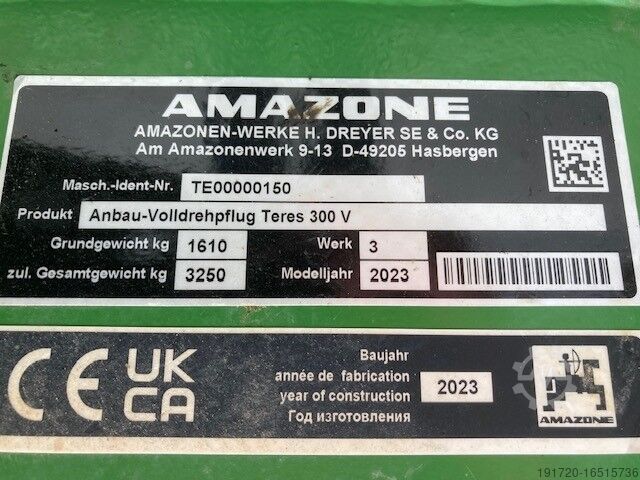 AMAZONE
AMAZONEN-WERKE H. DREYER SE & Co. KG
Am Amazonenwerk 9-13 D-49205 Hasbergen
Masch.-Ident-Nr. TE00000150
Produkt Anbau-Volldrehpflug Teres 300 V
Grundgewicht kg 1610 Werk 3
zul. Gesamtgewicht kg 3250 Modelljahr 2023
CE UK CA
Baujahr
année de fabrication
year of construction
Год изготовления
2023
AMAZONE
191720-16515736